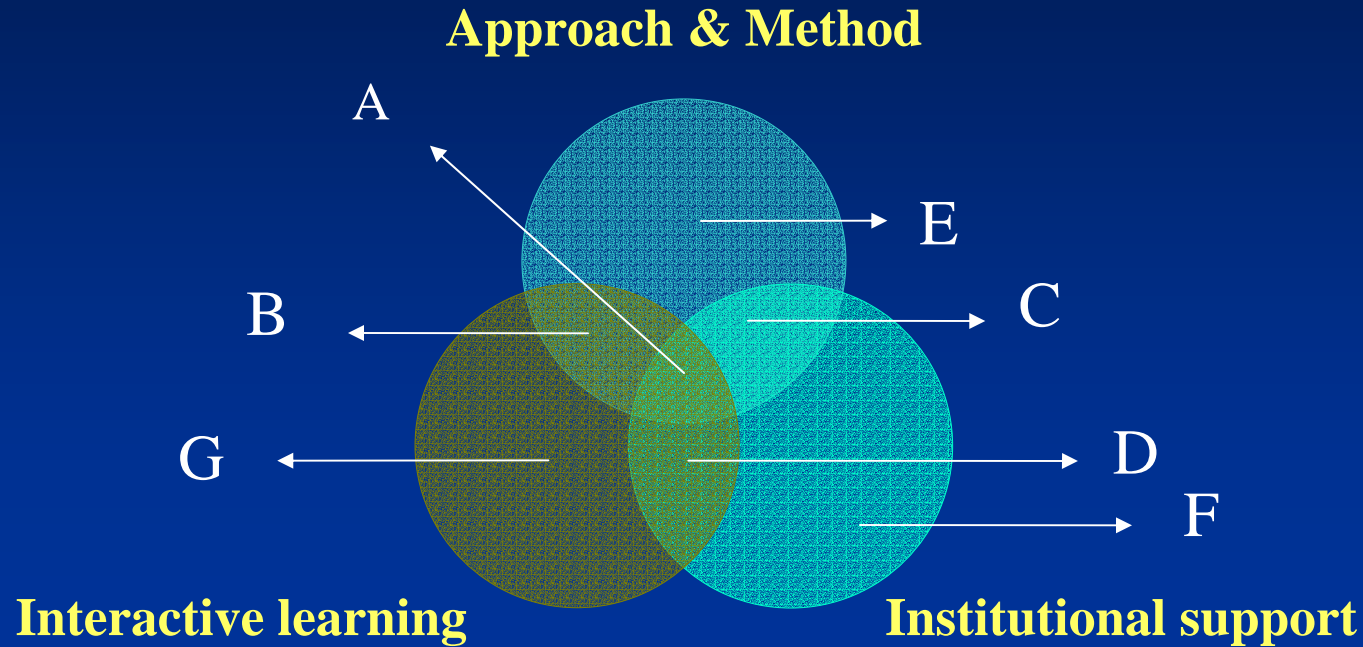 Approach & Method
A
E
B
C
G
D
F
Interactive learning
Institutional support